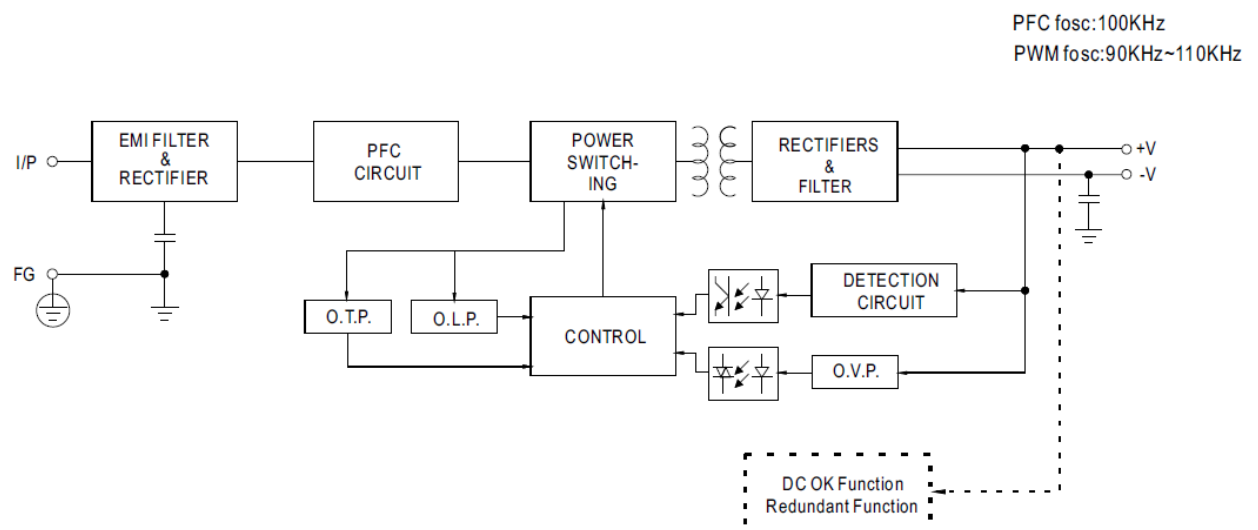 PFC fosc:100KHz
PWM fosc:90KHz~110KHz
I/P
EMI FILTER
&
RECTIFIER
PFC
CIRCUIT
POWER
SWITCH-
ING
RECTIFIERS
&
FILTER
+V
-V
FG
O.T.P.
O.L.P.
CONTROL
DETECTION
CIRCUIT
O.V.P.
DC OK Function
Redundant Function